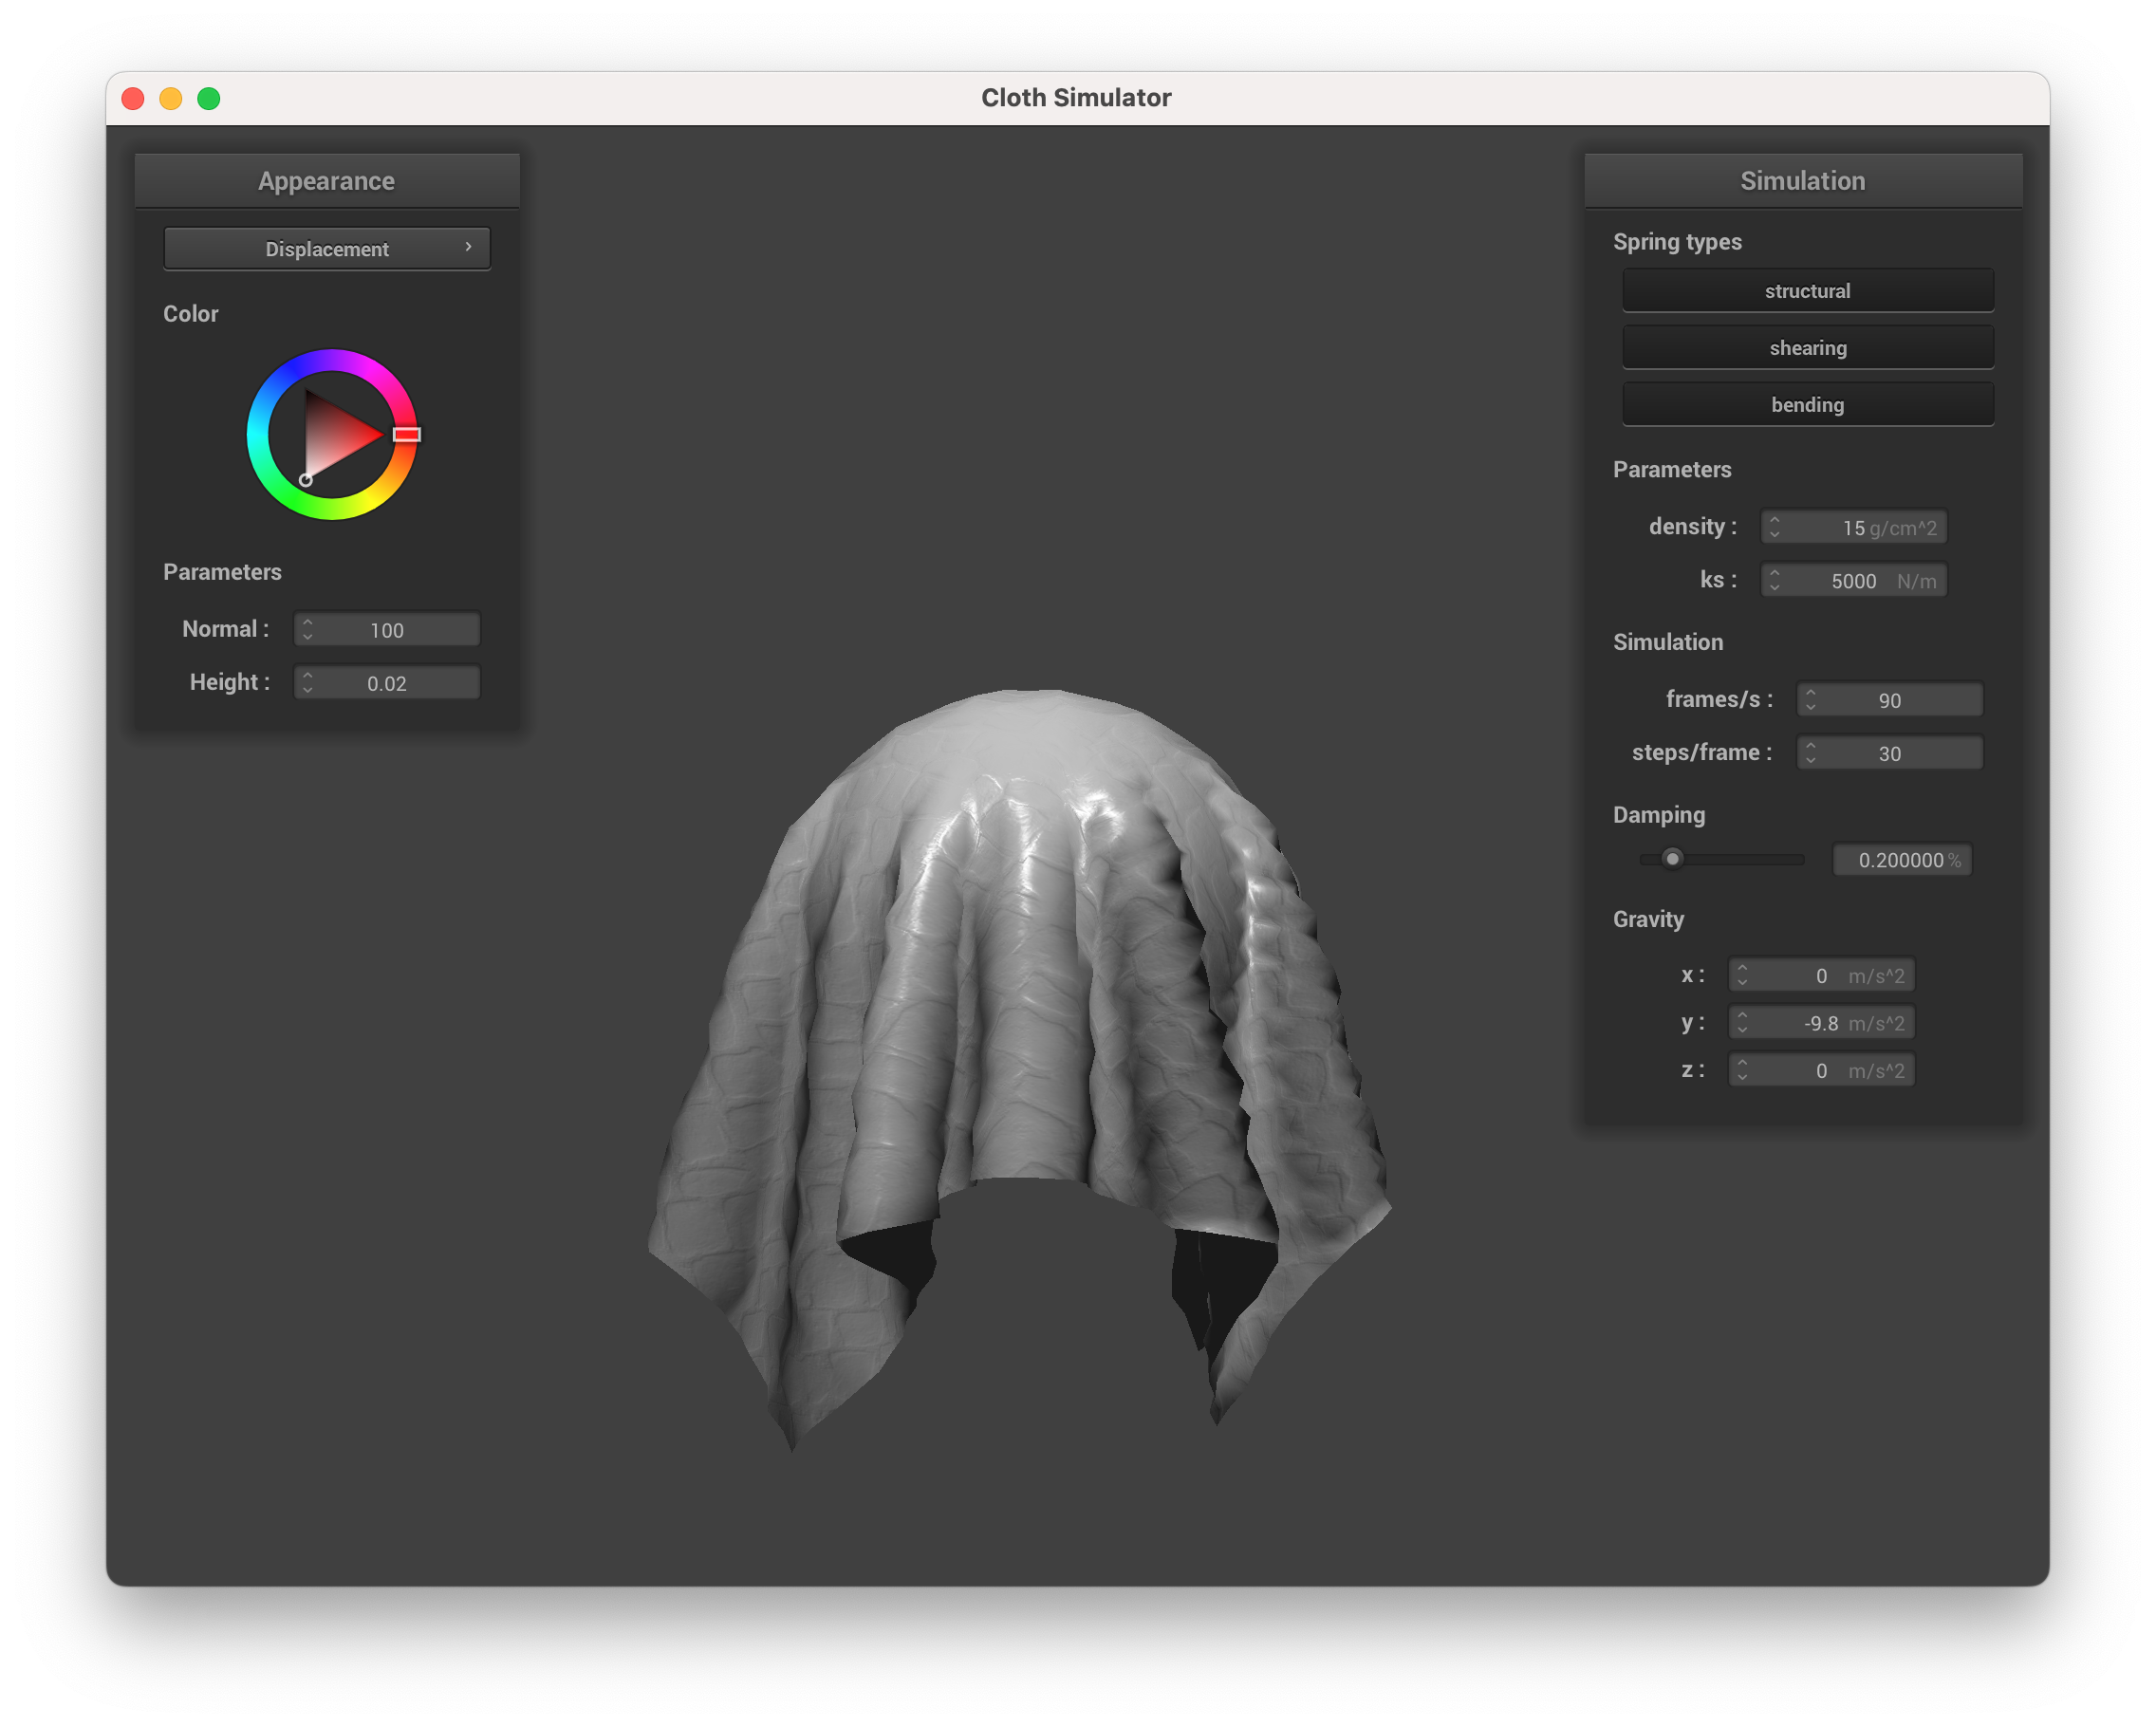 Cloth Simulator
Appearance
Displacement
Color
Parameters
Normal : 100
Height : 0.02
Simulation
Spring types
structural
shearing
bending
Parameters
density : 15 g/cm^2
ks : 5000 N/m
Simulation
frames/s : 90
steps/frame : 30
Damping
0.200000 %
Gravity
x : 0 m/s^2
y : -9.8 m/s^2
z : 0 m/s^2